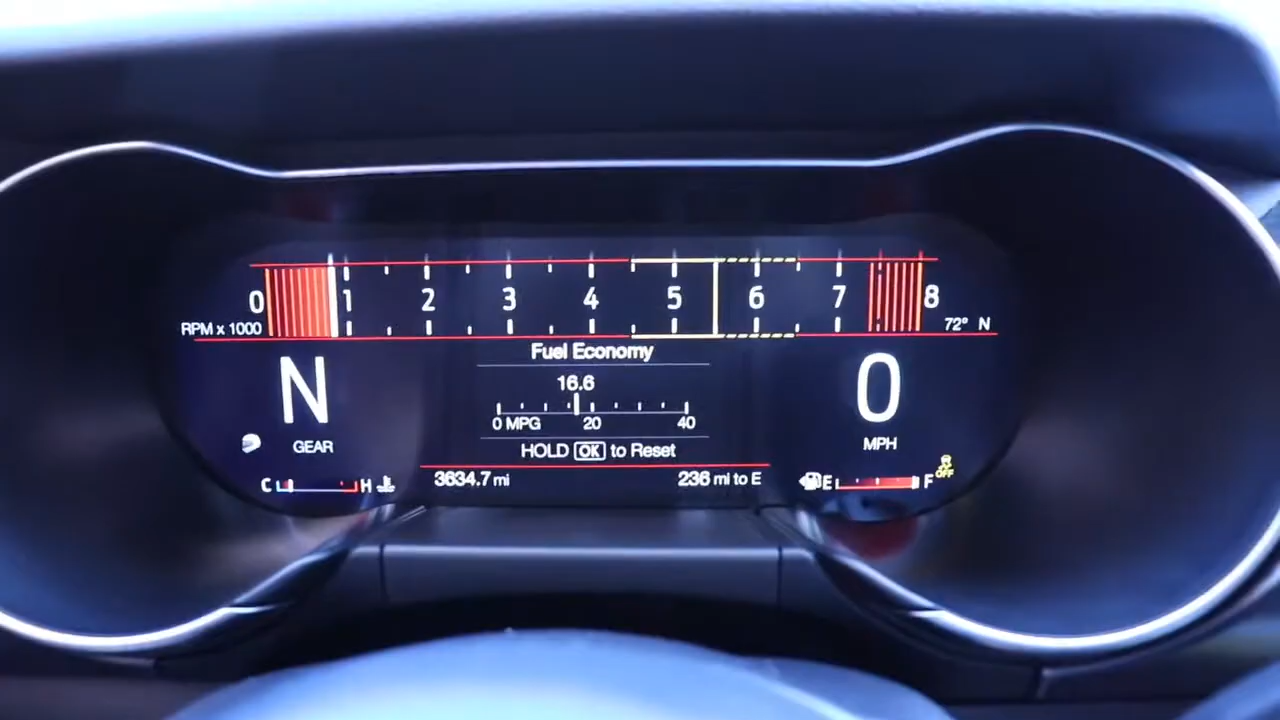 0 1 2 3 4 5 6 7 8
RPM x 1000
72° N
Fuel Economy
N
16.6
0
0 MPG 20 40
GEAR
MPH
HOLD OK to Reset
C H
3634.7 mi
236 mi to E
E F
OFF